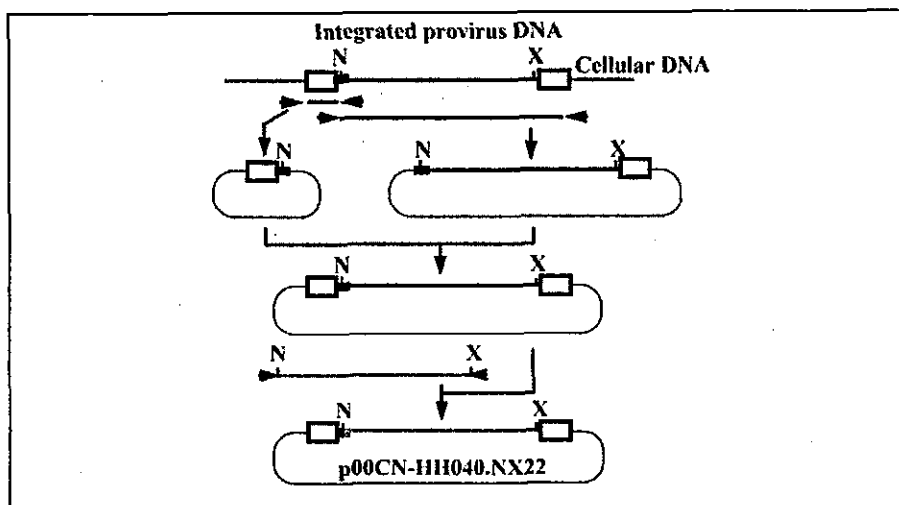 Integrated provirus DNA
N X
Cellular DNA
N
N X
N X
N X
N X
p00CN-HH040.NX22